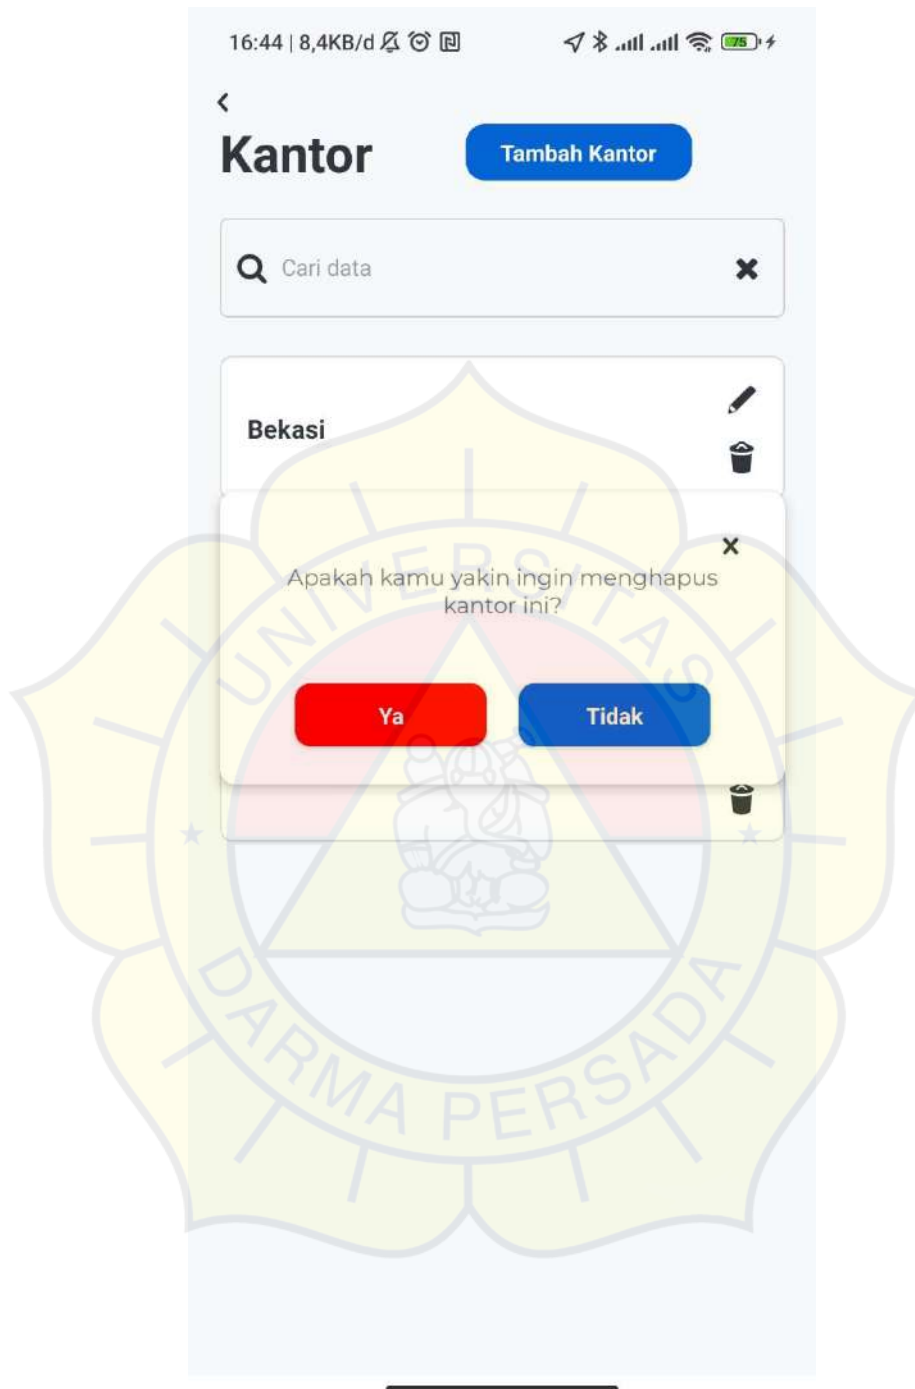 16:44 | 8,4KB/d
75
Kantor
Tambah Kantor
Cari data
Bekasi
Apakah kamu yakin ingin menghapus
kantor ini?
Ya
Tidak
UNIVERSITAS
DARMA PERSADA